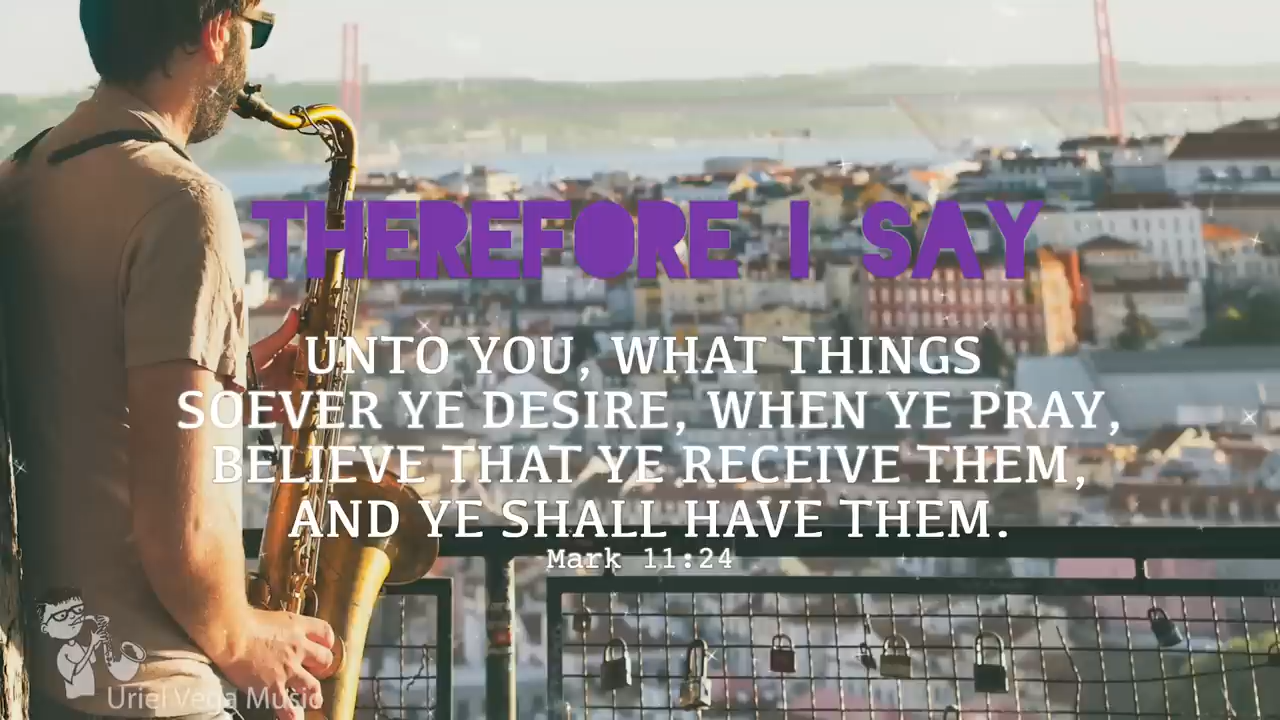 THEREFORE I SAY
UNTO YOU, WHAT THINGS
SOEVER YE DESIRE, WHEN YE PRAY,
BELIEVE THAT YE RECEIVE THEM,
AND YE SHALL HAVE THEM.
Mark 11:24
Uriel Vega Music